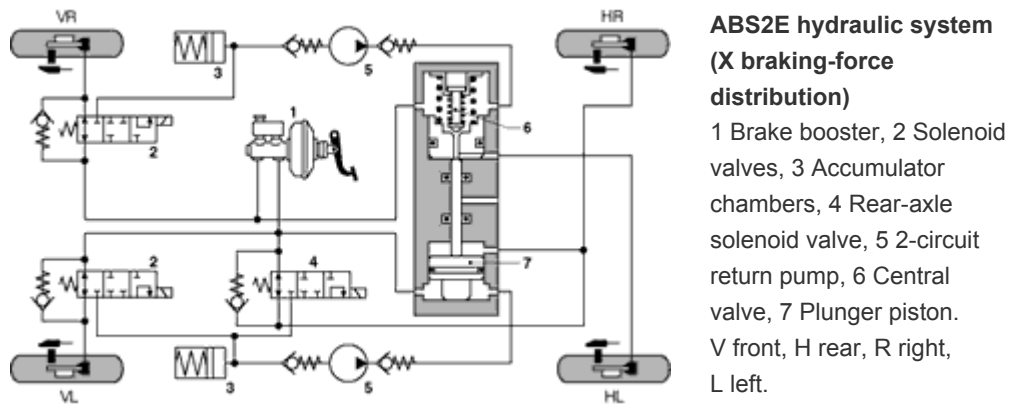 VR
HR
3
5
1
6
2
2
4
7
3
5
VL
HL
ABS2E hydraulic system
(X braking-force
distribution)
1 Brake booster, 2 Solenoid
valves, 3 Accumulator
chambers, 4 Rear-axle
solenoid valve, 5 2-circuit
return pump, 6 Central
valve, 7 Plunger piston.
V front, H rear, R right,
L left.